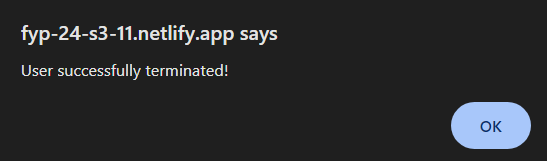 fyp-24-s3-11.netlify.app says
User successfully terminated!
OK